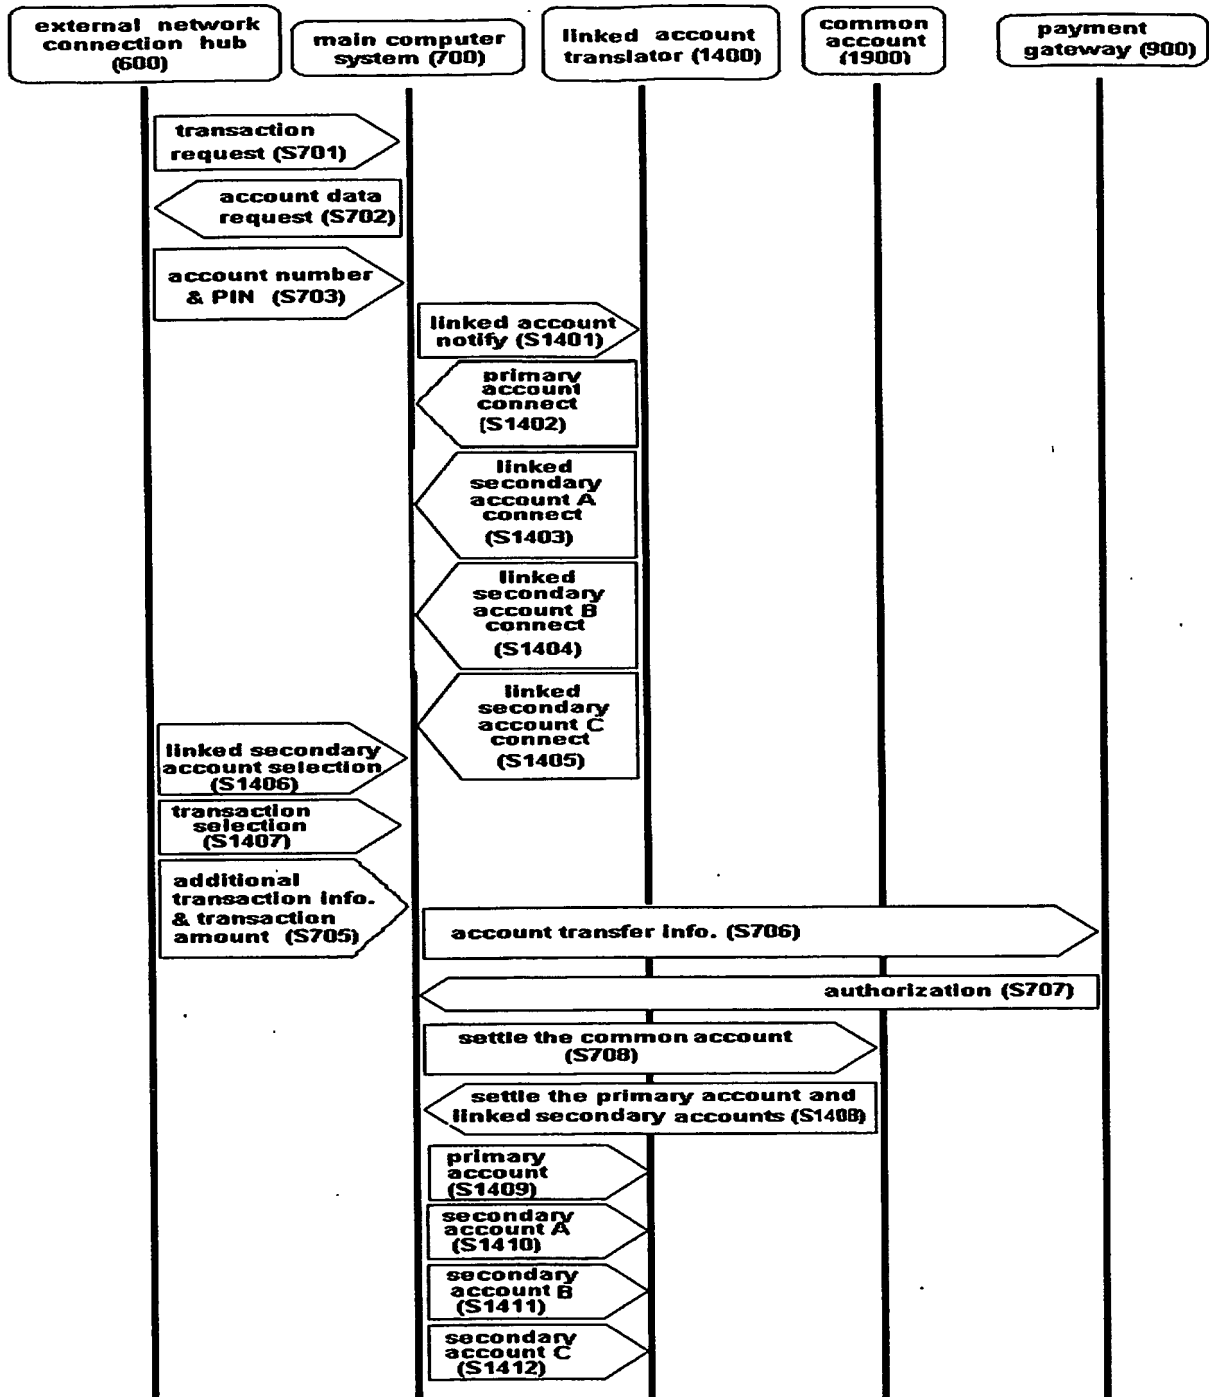 external network
connection hub
(600)
main computer
system (700)
linked account
translator (1400)
common
account
(1900)
payment
gateway (900)
transaction
request (S701)
account data
request (S702)
account number
& PIN (S703)
linked account
notify (S1401)
primary
account
connect
(S1402)
linked
secondary
account A
connect
(S1403)
linked
secondary
account B
connect
(S1404)
linked
secondary
account C
connect
(S1405)
linked secondary
account selection
(S1406)
transaction
selection
(S1407)
additional
transaction info.
& transaction
amount (S705)
account transfer info. (S706)
authorization (S707)
settle the common account
(S708)
settle the primary account and
linked secondary accounts (S1408)
primary
account
(S1409)
secondary
account A
(S1410)
secondary
account B
(S1411)
secondary
account C
(S1412)